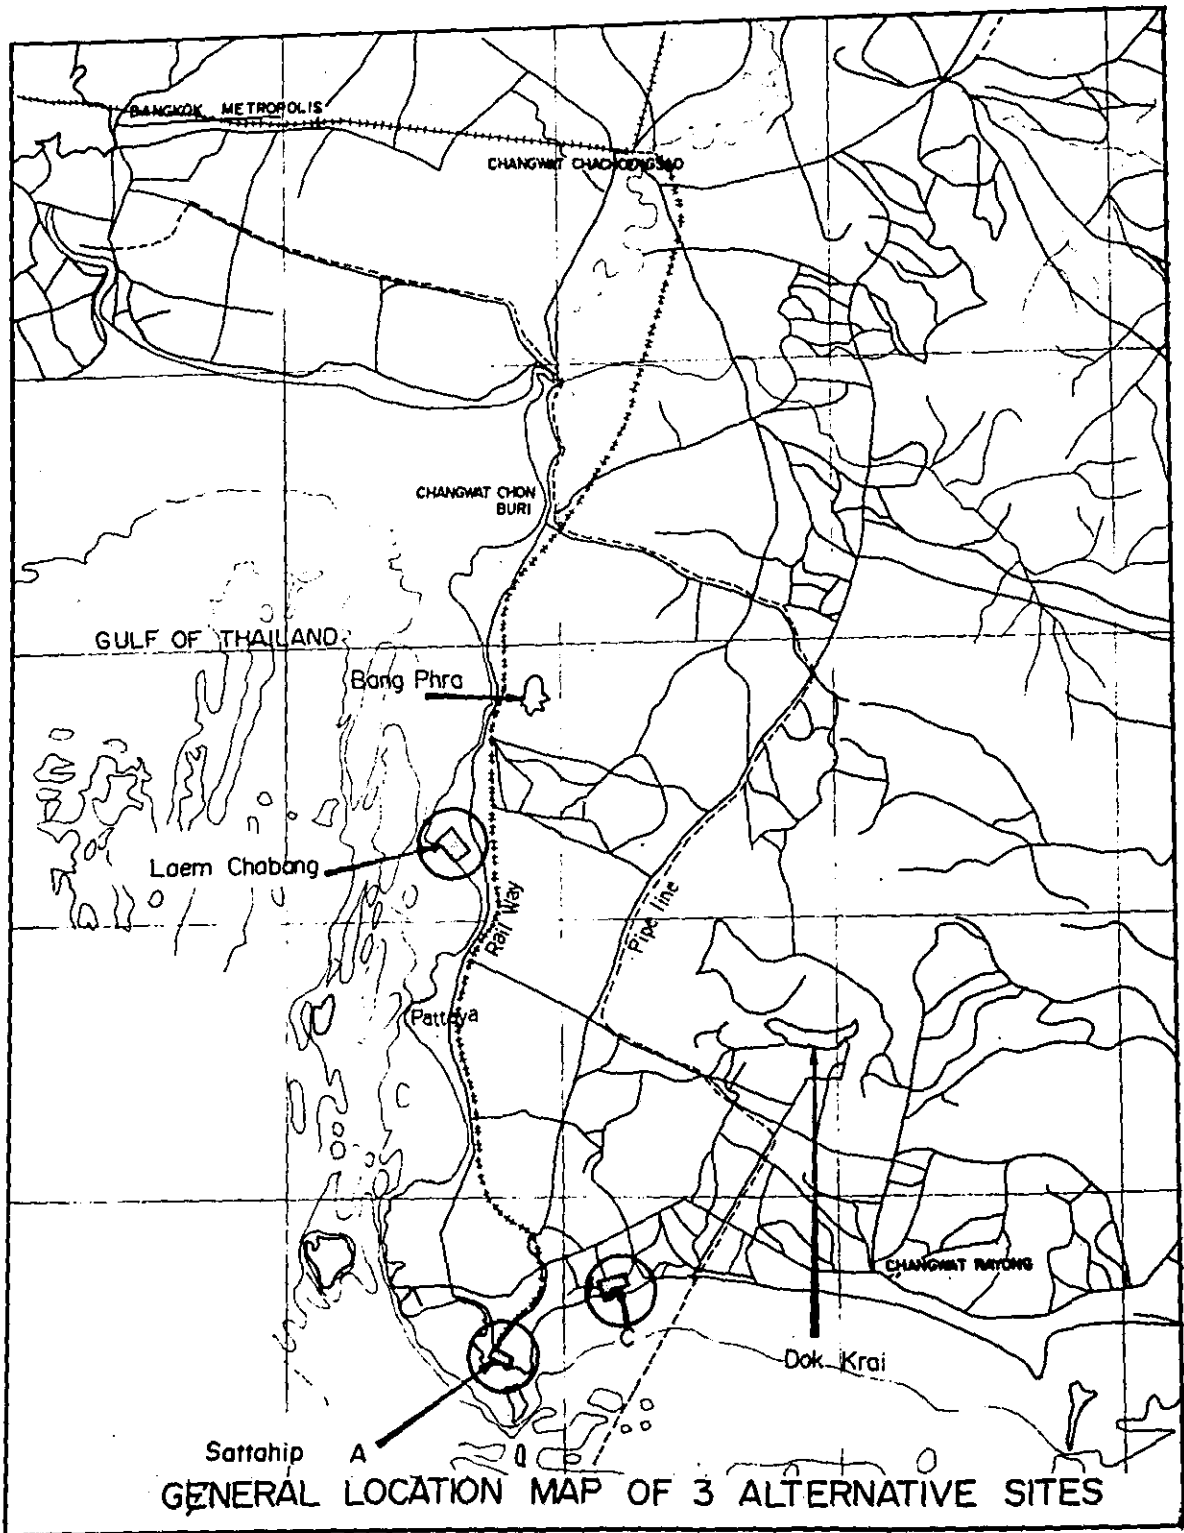 BANGKOK METROPOLIS
CHANGWAT CHACHOENGSAO
CHANGWAT CHON
BURI
GULF OF THAILAND
Bang Phra
Laem Chabang
Rail Way
Pipe line
Pattaya
CHANGWAT RAYONG
C
Dok Krai
Sattahip A
GENERAL LOCATION MAP OF 3 ALTERNATIVE SITES